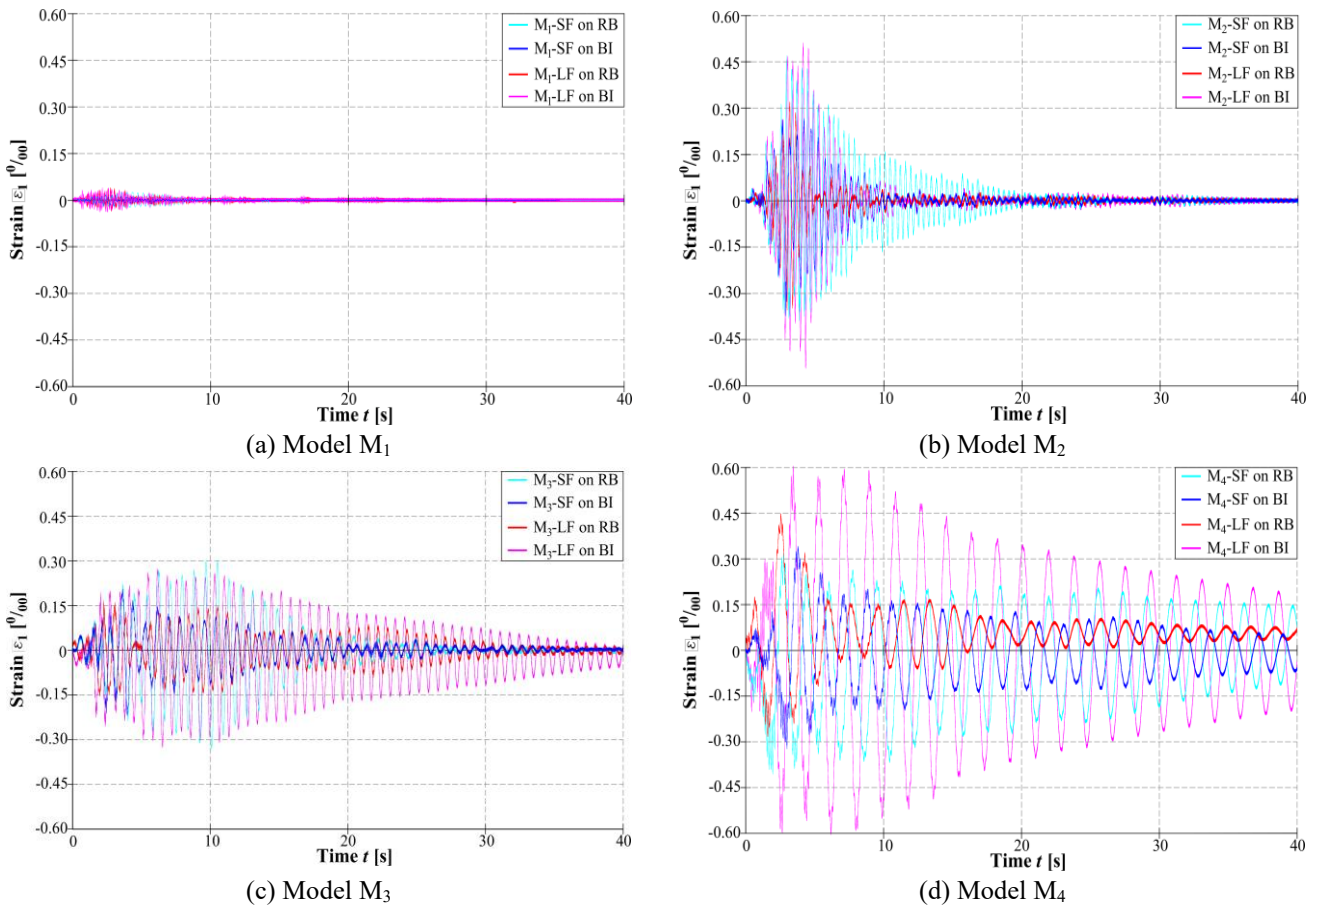 0.60
0.45
0.30
0.15
0
-0.15
-0.30
-0.45
-0.60
Strain ε₁ [⁰/₀₀]
M₁-SF on RB
M₁-SF on BI
M₁-LF on RB
M₁-LF on BI
0 10 20 30 40
Time t [s]
(a) Model M₁
0.60
0.45
0.30
0.15
0
-0.15
-0.30
-0.45
-0.60
Strain ε₁ [⁰/₀₀]
M₂-SF on RB
M₂-SF on BI
M₂-LF on RB
M₂-LF on BI
0 10 20 30 40
Time t [s]
(b) Model M₂
0.60
0.45
0.30
0.15
0
-0.15
-0.30
-0.45
-0.60
Strain ε₁ [⁰/₀₀]
M₃-SF on RB
M₃-SF on BI
M₃-LF on RB
M₃-LF on BI
0 10 20 30 40
Time t [s]
(c) Model M₃
0.60
0.45
0.30
0.15
0
-0.15
-0.30
-0.45
-0.60
Strain ε₁ [⁰/₀₀]
M₄-SF on RB
M₄-SF on BI
M₄-LF on RB
M₄-LF on BI
0 10 20 30 40
Time t [s]
(d) Model M₄